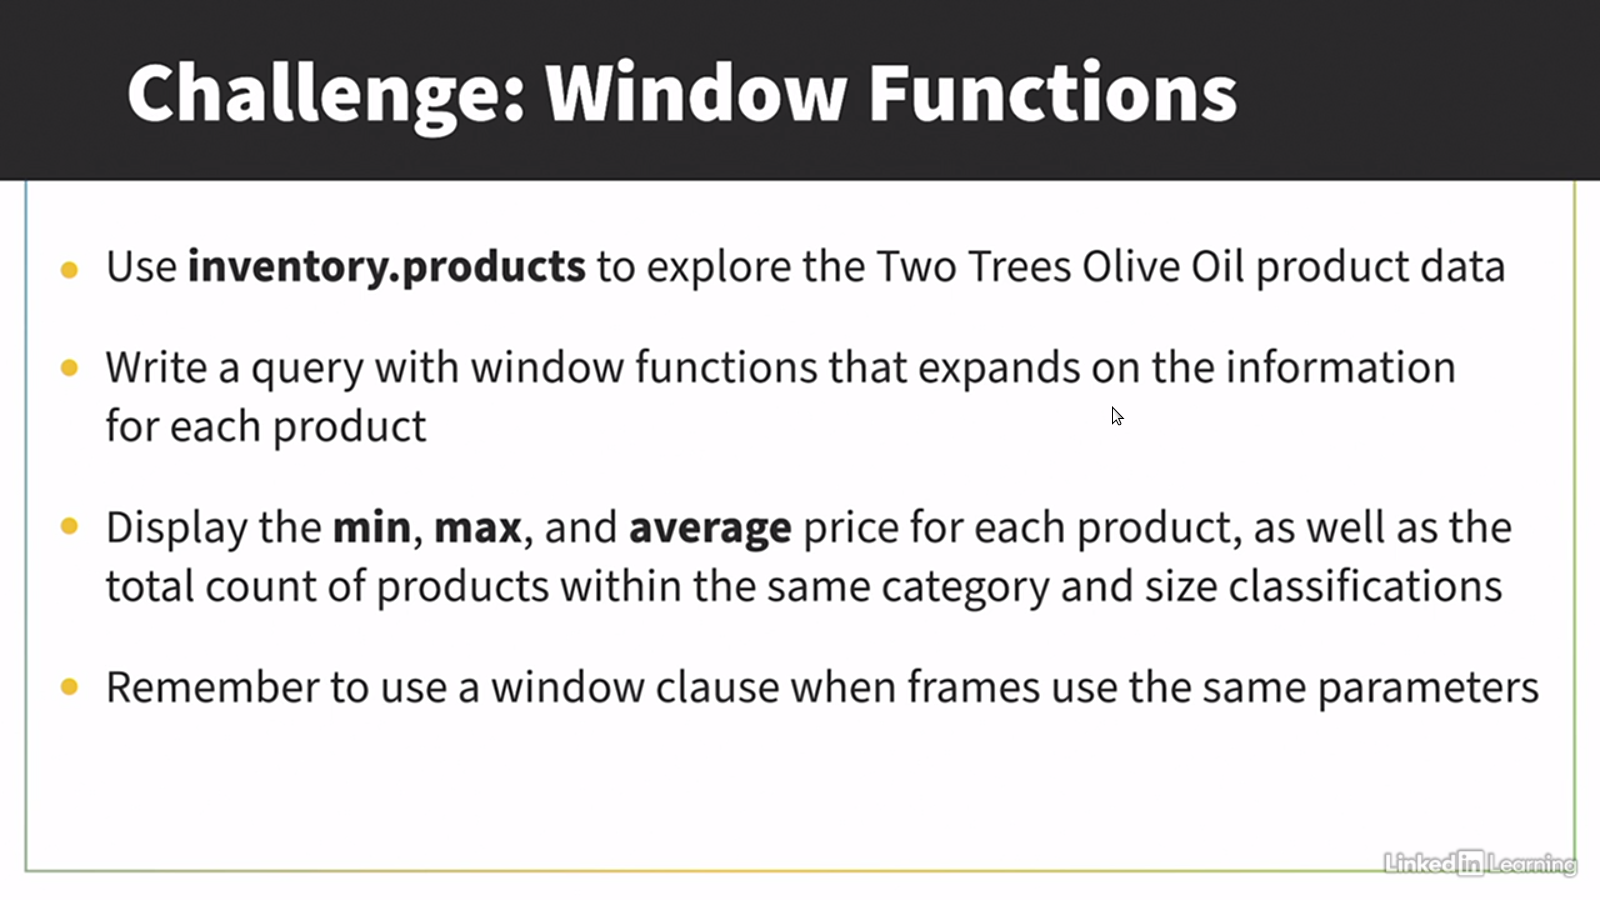 Challenge: Window Functions
Use inventory.products to explore the Two Trees Olive Oil product data
Write a query with window functions that expands on the information
for each product
Display the min, max, and average price for each product, as well as the
total count of products within the same category and size classifications
Remember to use a window clause when frames use the same parameters
Linked in Learning